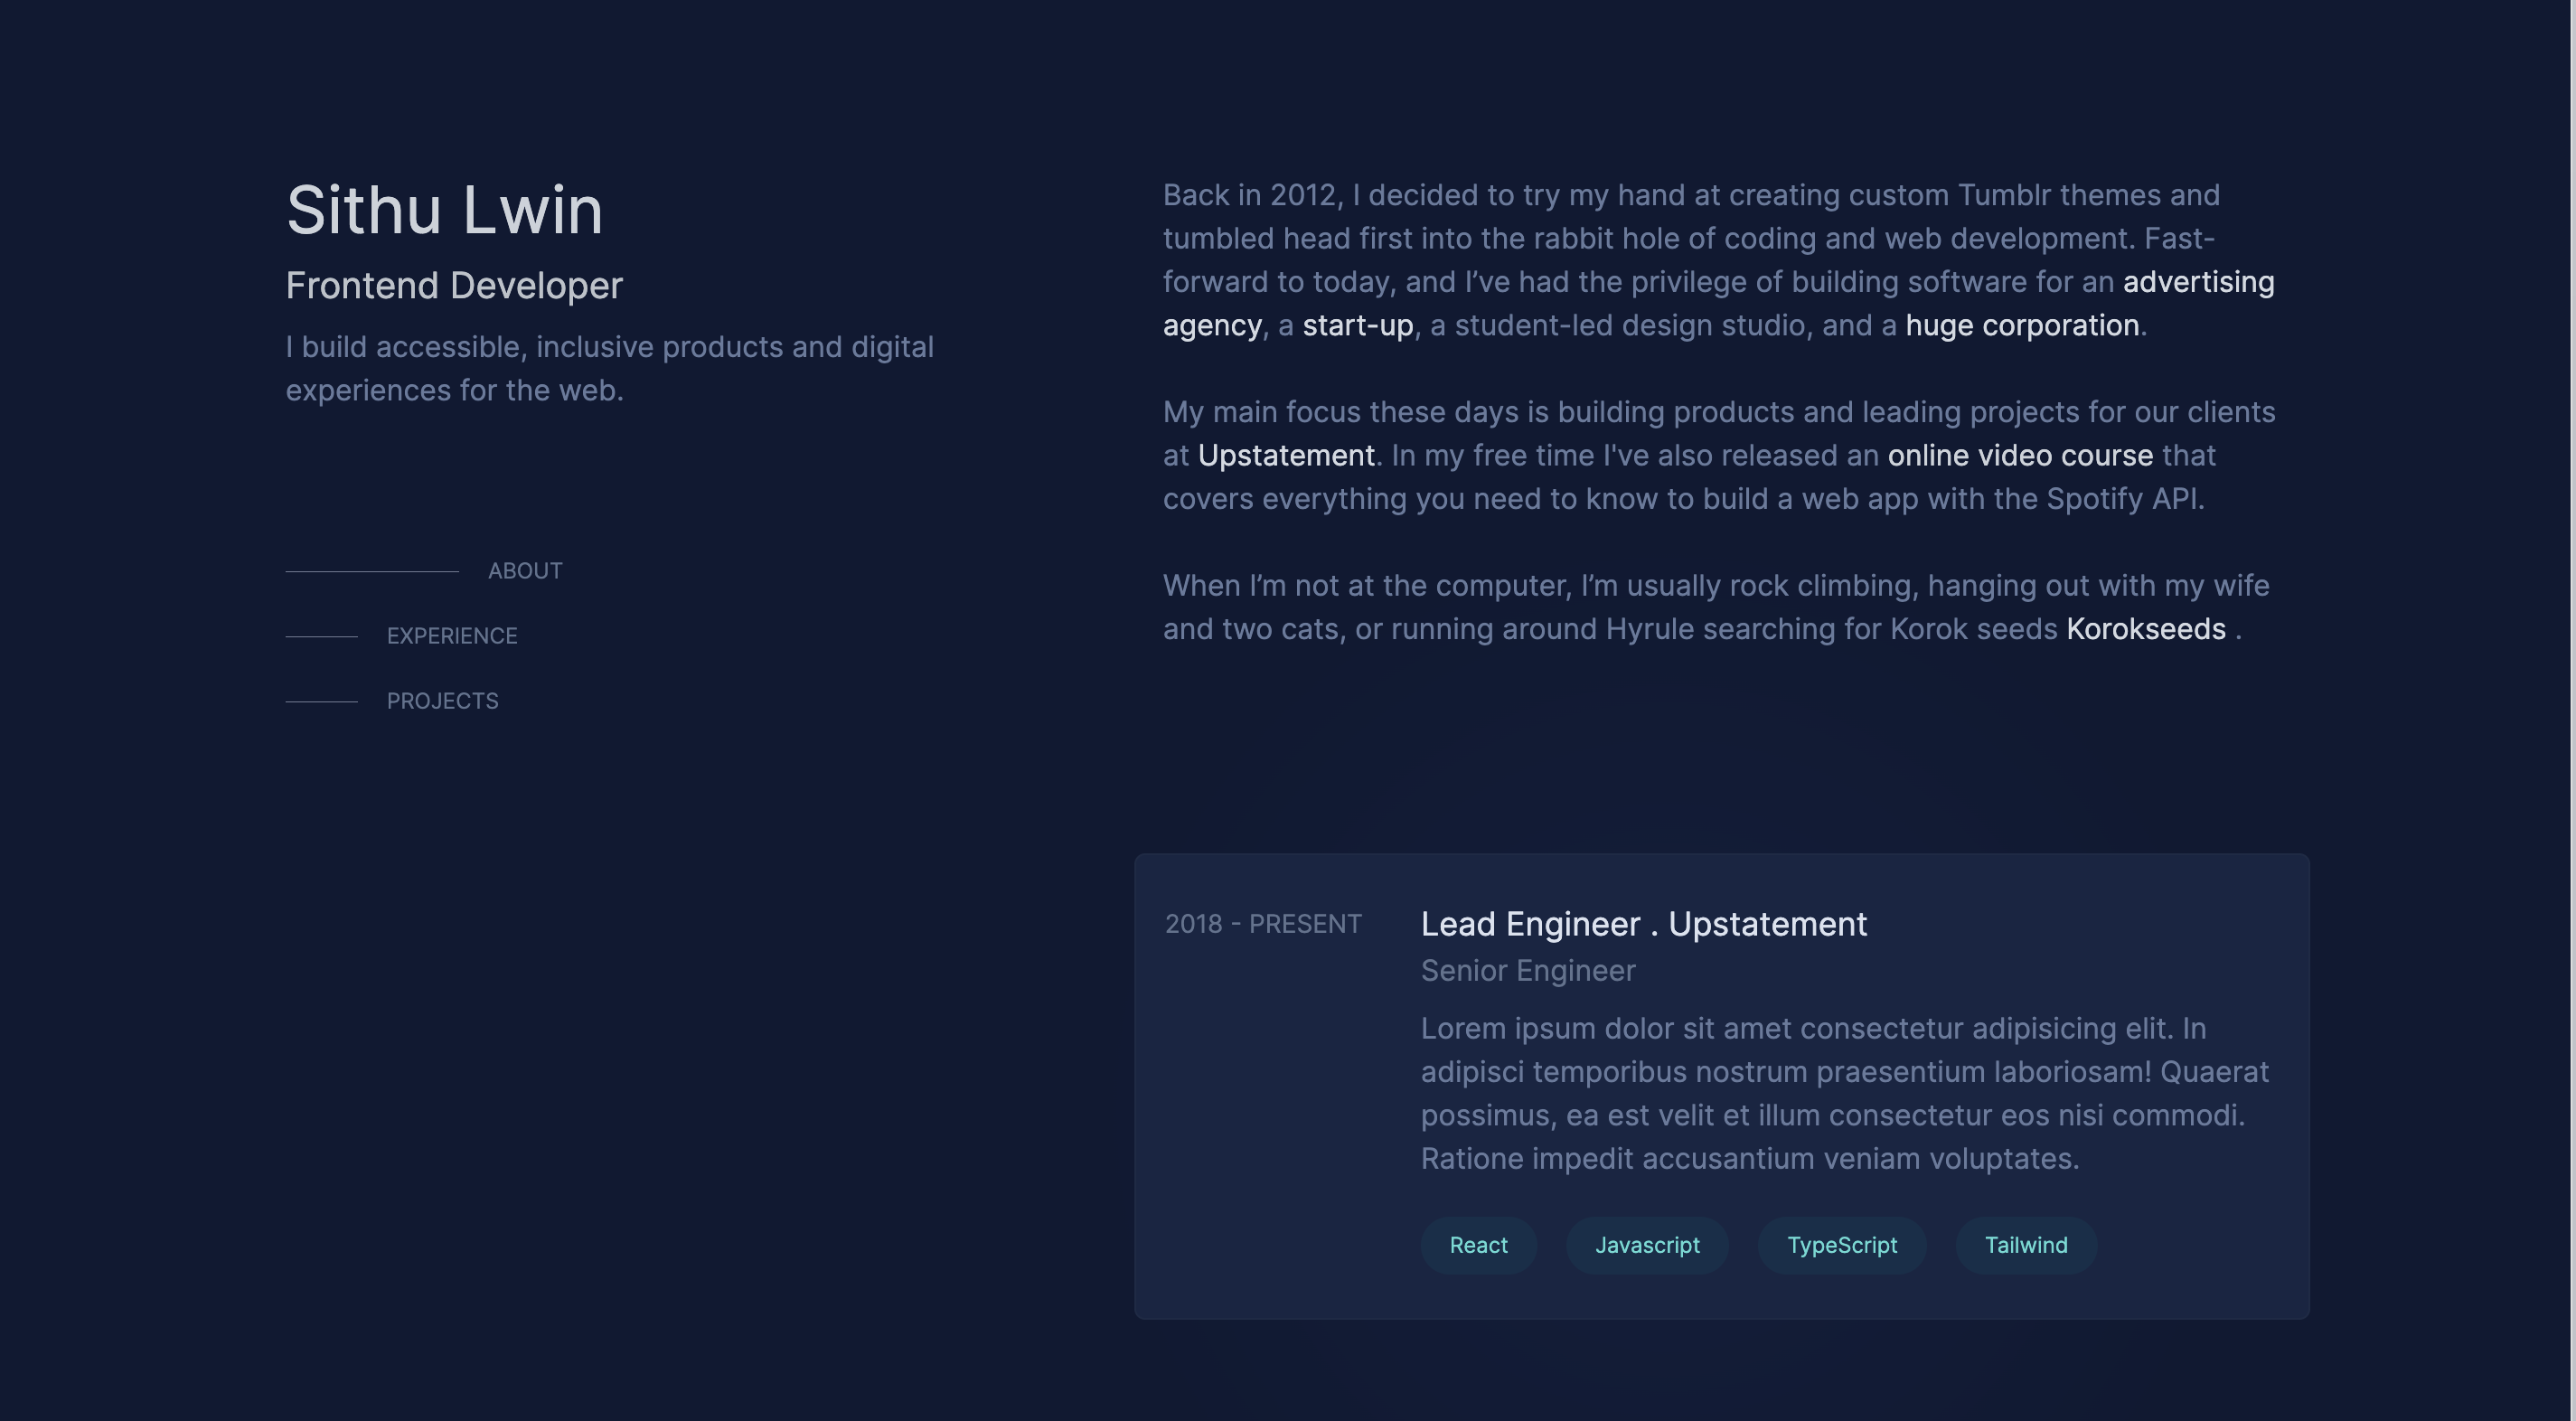 Sithu Lwin
Frontend Developer
I build accessible, inclusive products and digital
experiences for the web.
ABOUT
EXPERIENCE
PROJECTS
Back in 2012, I decided to try my hand at creating custom Tumblr themes and
tumbled head first into the rabbit hole of coding and web development. Fast-
forward to today, and I’ve had the privilege of building software for an advertising
agency, a start-up, a student-led design studio, and a huge corporation.
My main focus these days is building products and leading projects for our clients
at Upstatement. In my free time I've also released an online video course that
covers everything you need to know to build a web app with the Spotify API.
When I’m not at the computer, I’m usually rock climbing, hanging out with my wife
and two cats, or running around Hyrule searching for Korok seeds Korokseeds .
2018 - PRESENT
Lead Engineer . Upstatement
Senior Engineer
Lorem ipsum dolor sit amet consectetur adipisicing elit. In
adipisci temporibus nostrum praesentium laboriosam! Quaerat
possimus, ea est velit et illum consectetur eos nisi commodi.
Ratione impedit accusantium veniam voluptates.
React Javascript TypeScript Tailwind